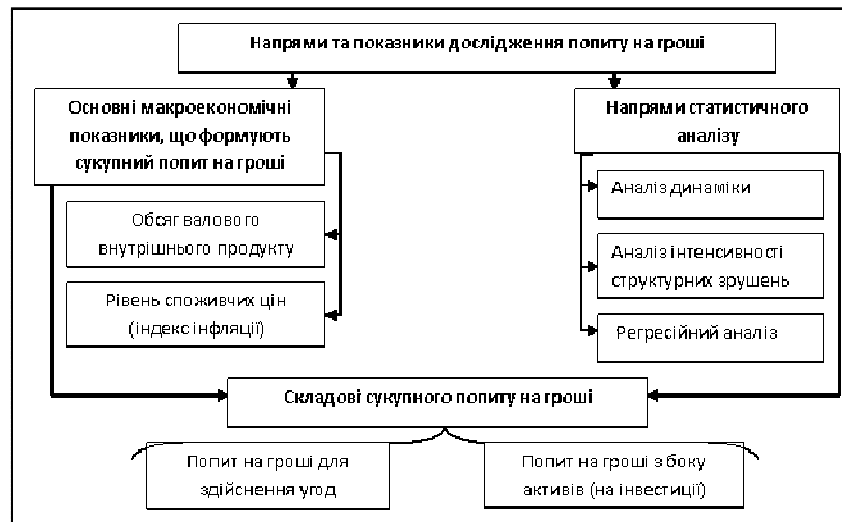 Напрями та показники дослідження попиту на гроші
Основні макроекономічні
показники, що формують
сукупний попит на гроші
Обсяг валового
внутрішнього продукту
Рівень споживчих цін
(індекс інфляції)
Напрями статистичного
аналізу
Аналіз динаміки
Аналіз інтенсивності
структурних зрушень
Регресійний аналіз
Складові сукупного попиту на гроші
Попит на гроші для
здійснення угод
Попит на гроші з боку
активів (на інвестиції)